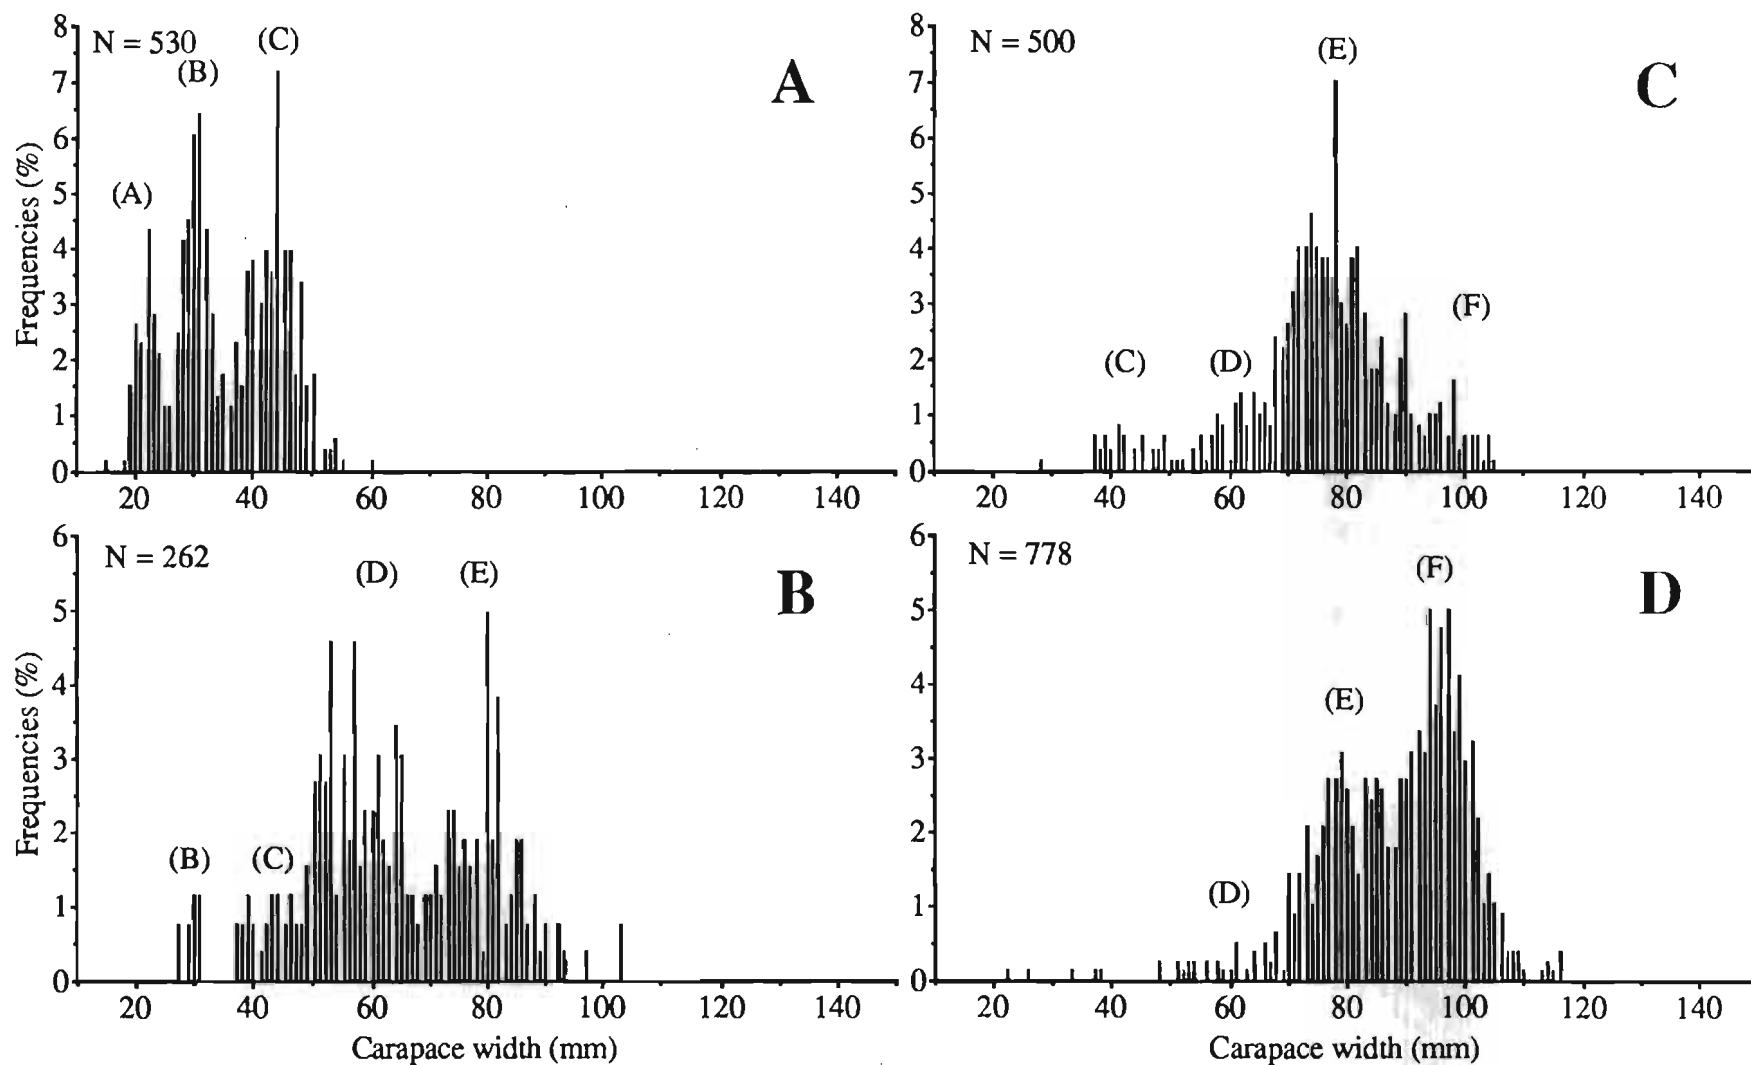 N = 530
(A)
(B)
(C)
A
Frequencies (%)
8
7
6
5
4
3
2
1
0
20 40 60 80 100 120 140
N = 500
(C)
(D)
(E)
(F)
C
8
7
6
5
4
3
2
1
0
20 40 60 80 100 120 140
N = 262
(B)
(C)
(D)
(E)
B
Frequencies (%)
6
5
4
3
2
1
0
20 40 60 80 100 120 140
Carapace width (mm)
N = 778
(D)
(E)
(F)
D
6
5
4
3
2
1
0
20 40 60 80 100 120 140
Carapace width (mm)